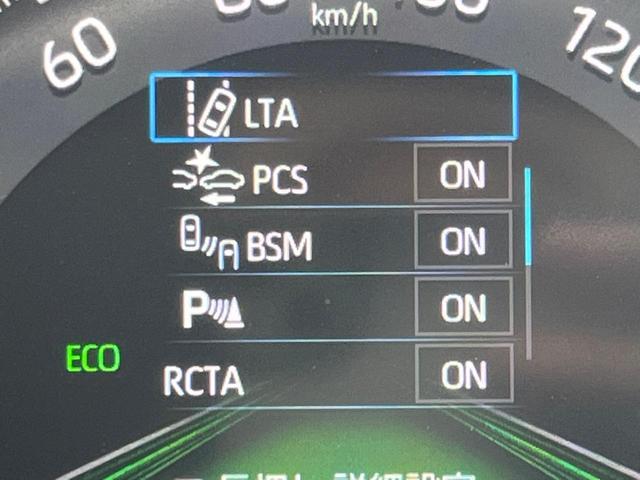 km/h
60
120
LTA
PCS ON
BSM ON
P ON
RCTA ON
ECO